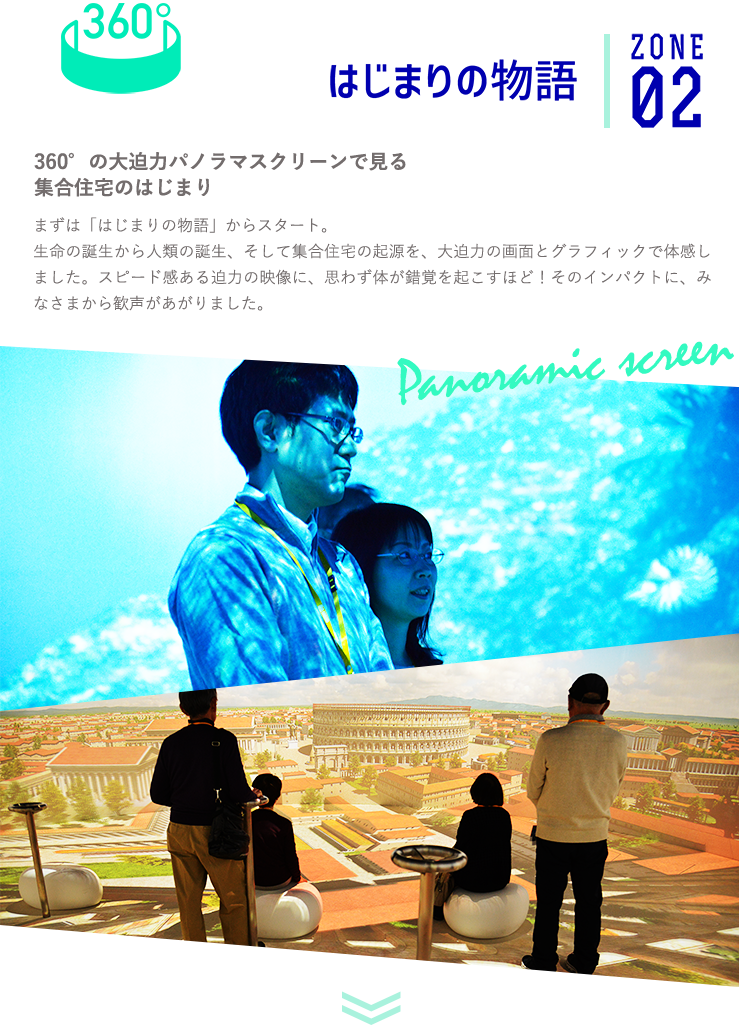 360°
はじまりの物語
ZONE
02
360°の大迫力パノラマスクリーンで見る
集合住宅のはじまり
まずは「はじまりの物語」からスタート。
生命の誕生から人類の誕生、そして集合住宅の起源を、大迫力の画面とグラフィックで体感し
ました。スピード感ある迫力の映像に、思わず体が錯覚を起こすほど！そのインパクトに、み
なさまから歓声があがりました。
Panoramic screen